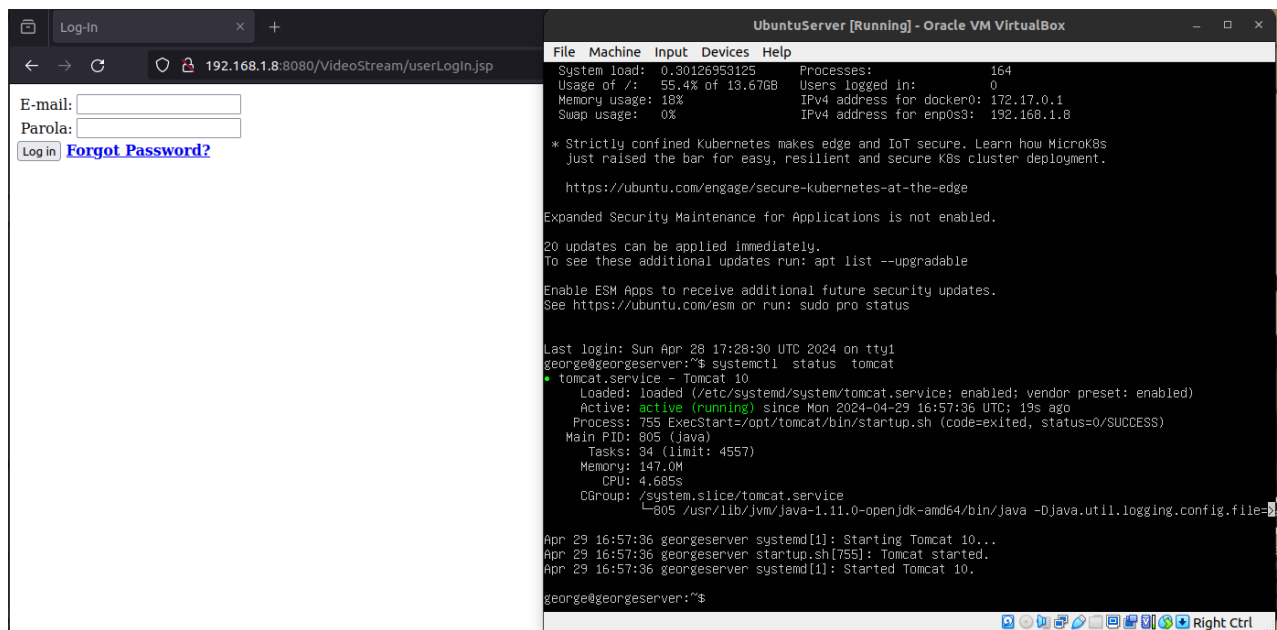 Log-In
192.168.1.8:8080/VideoStream/userLogIn.jsp
E-mail:
Parola:
Log in Forgot Password?
UbuntuServer [Running] - Oracle VM VirtualBox
File Machine Input Devices Help
System load: 0.30126953125 Processes: 164
Usage of /: 55.4% of 13.67GB Users logged in: 0
Memory usage: 18% IPv4 address for docker0: 172.17.0.1
Swap usage: 0% IPv4 address for enp0s3: 192.168.1.8
* Strictly confined Kubernetes makes edge and IoT secure. Learn how MicroK8s
just raised the bar for easy, resilient and secure K8s cluster deployment.
https://ubuntu.com/engage/secure-kubernetes-at-the-edge
Expanded Security Maintenance for Applications is not enabled.
20 updates can be applied immediately.
To see these additional updates run: apt list --upgradable
Enable ESM Apps to receive additional future security updates.
See https://ubuntu.com/esm or run: sudo pro status
Last login: Sun Apr 28 17:28:30 UTC 2024 on tty1
george@georgeserver:~$ systemctl status tomcat
● tomcat.service - Tomcat 10
Loaded: loaded (/etc/systemd/system/tomcat.service; enabled; vendor preset: enabled)
Active: active (running) since Mon 2024-04-29 16:57:36 UTC; 19s ago
Process: 755 ExecStart=/opt/tomcat/bin/startup.sh (code=exited, status=0/SUCCESS)
Main PID: 805 (java)
Tasks: 34 (limit: 4557)
Memory: 147.0M
CPU: 4.685s
CGroup: /system.slice/tomcat.service
└─805 /usr/lib/jvm/java-1.11.0-openjdk-amd64/bin/java -Djava.util.logging.config.file=>
Apr 29 16:57:36 georgeserver systemd[1]: Starting Tomcat 10...
Apr 29 16:57:36 georgeserver startup.sh[755]: Tomcat started.
Apr 29 16:57:36 georgeserver systemd[1]: Started Tomcat 10.
george@georgeserver:~$
Right Ctrl